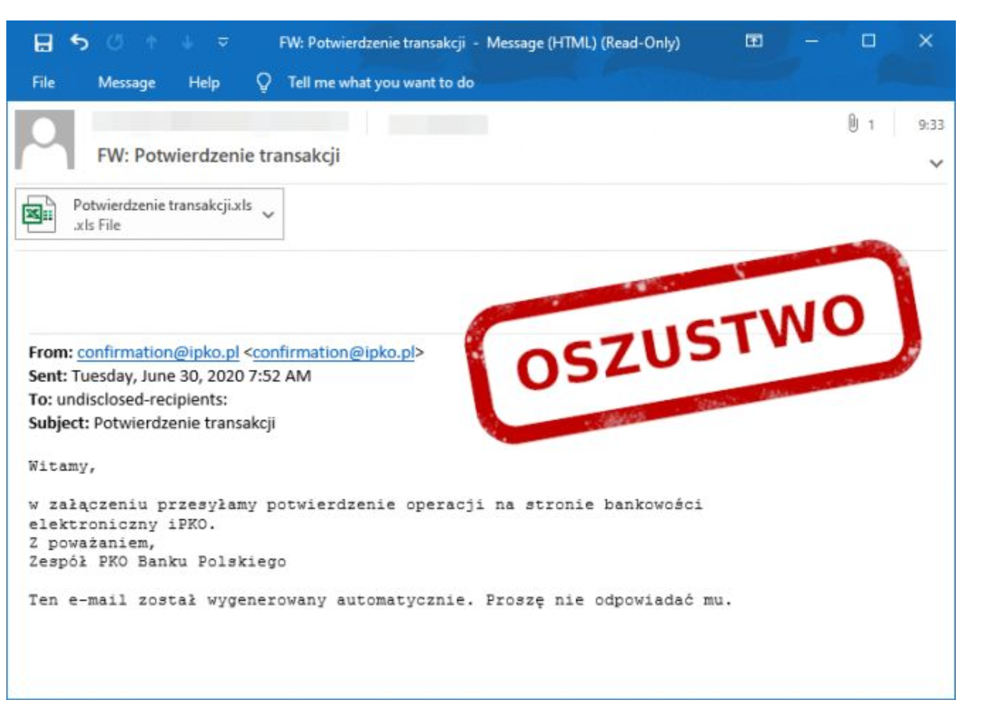 FW: Potwierdzenie transakcji - Message (HTML) (Read-Only)
File Message Help Tell me what you want to do
1 9:33
FW: Potwierdzenie transakcji
Potwierdzenie transakcji.xls
.xls File
OSZUSTWO
From: confirmation@ipko.pl <confirmation@ipko.pl>
Sent: Tuesday, June 30, 2020 7:52 AM
To: undisclosed-recipients:
Subject: Potwierdzenie transakcji
Witamy,
w załączeniu przesyłamy potwierdzenie operacji na stronie bankowości
elektroniczny iPKO.
Z poważaniem,
Zespół PKO Banku Polskiego
Ten e-mail został wygenerowany automatycznie. Proszę nie odpowiadać mu.